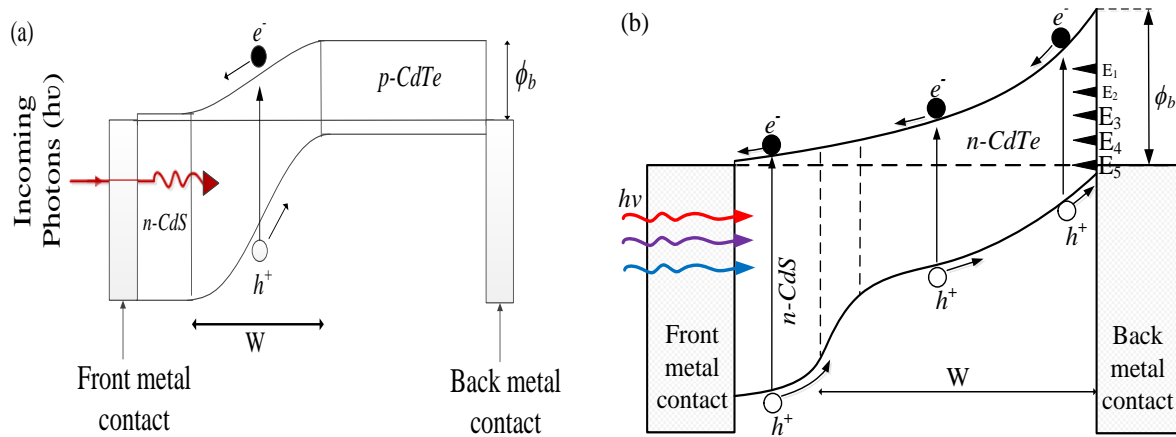 (a)
Incoming
Photons (hν)
e⁻
p-CdTe
ϕb
n-CdS
h⁺
W
Front metal
contact
Back metal
contact
(b)
e⁻
e⁻
e⁻
E₁
E₂
E₃
E₄
E₅
ϕb
n-CdTe
hν
n-CdS
h⁺
h⁺
h⁺
W
Front
metal
contact
Back
metal
contact